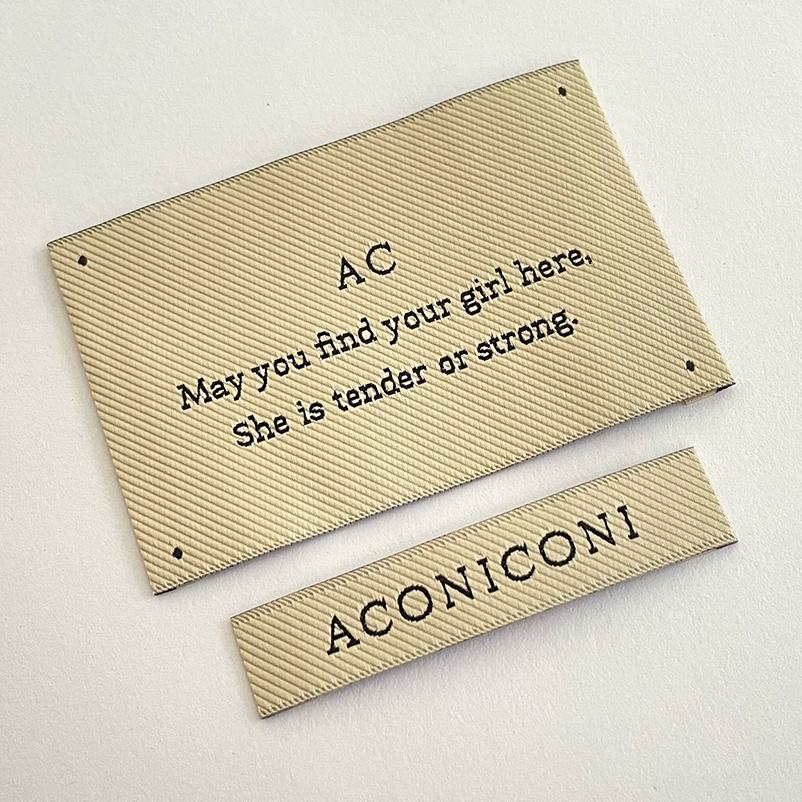 AC
May you find your girl here,
She is tender or strong.
ACONICONI